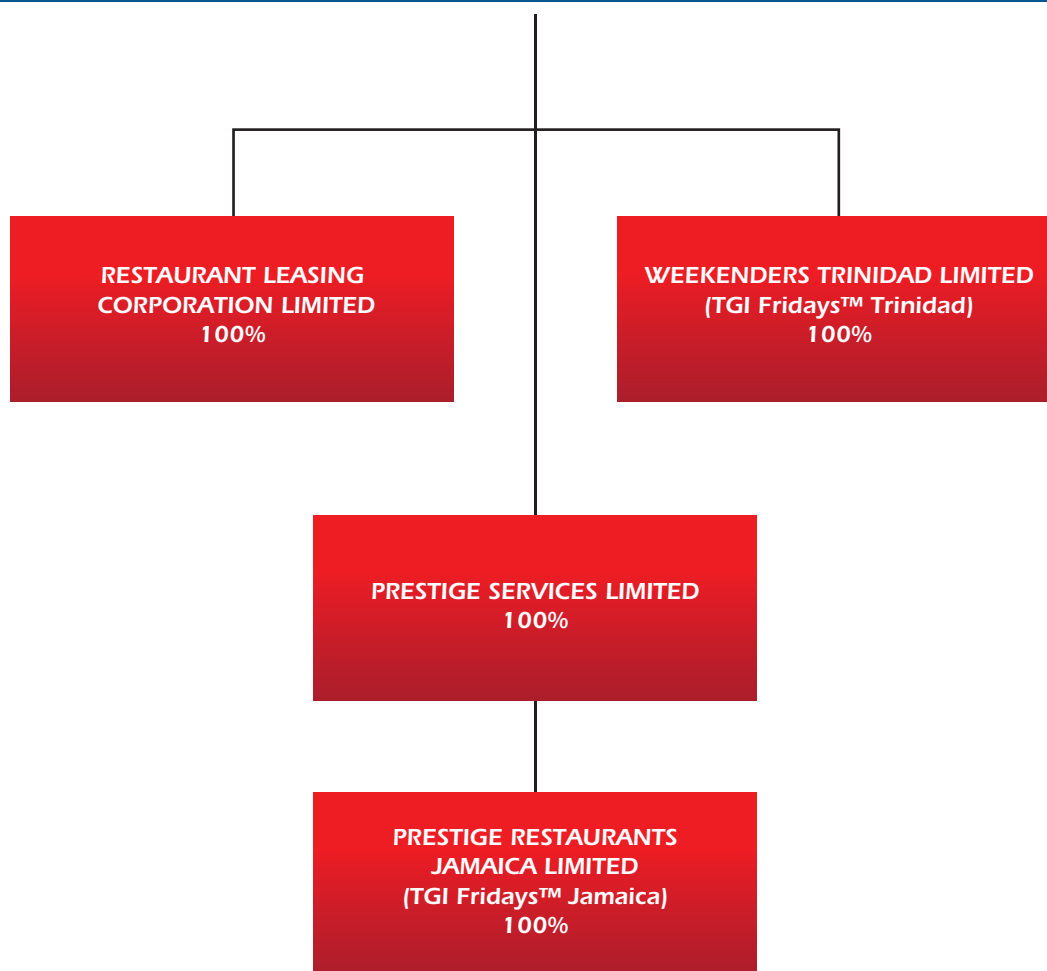 RESTAURANT LEASING
CORPORATION LIMITED
100%
WEEKENDERS TRINIDAD LIMITED
(TGI Fridays™ Trinidad)
100%
PRESTIGE SERVICES LIMITED
100%
PRESTIGE RESTAURANTS
JAMAICA LIMITED
(TGI Fridays™ Jamaica)
100%